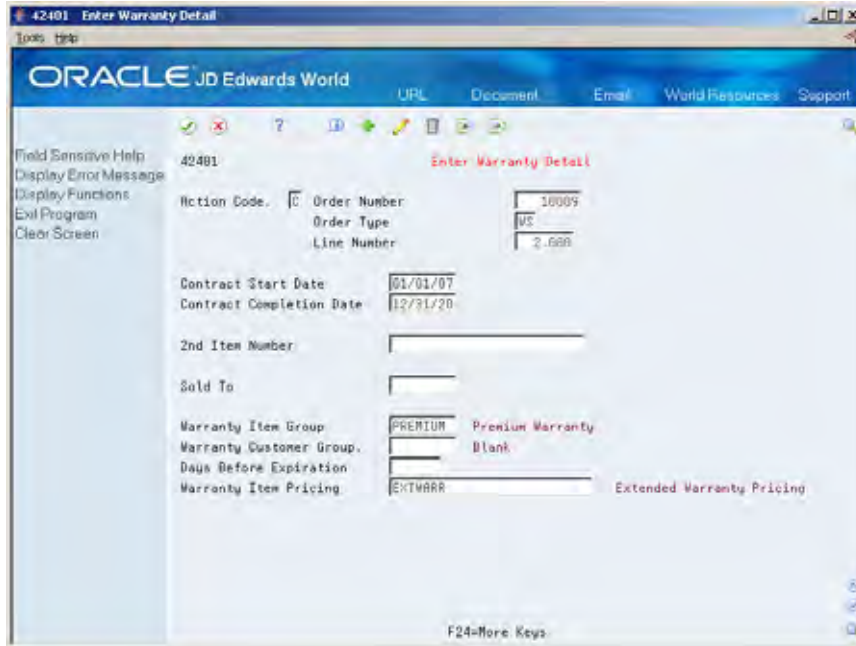 42401 Enter Warranty Detail
Tools Help
ORACLE JD Edwards World
URL Document Email World Resources Support
Field Sensitive Help
Display Error Message
Display Functions
Exit Program
Clear Screen
42401 Enter Warranty Detail
Action Code. C Order Number 10009
Order Type WS
Line Number 2.000
Contract Start Date 01/01/07
Contract Completion Date 12/31/20
2nd Item Number
Sold To
Warranty Item Group PREMIUM Premium Warranty
Warranty Customer Group. Blank
Days Before Expiration
Warranty Item Pricing EXTWARR Extended Warranty Pricing
F24=More Keys